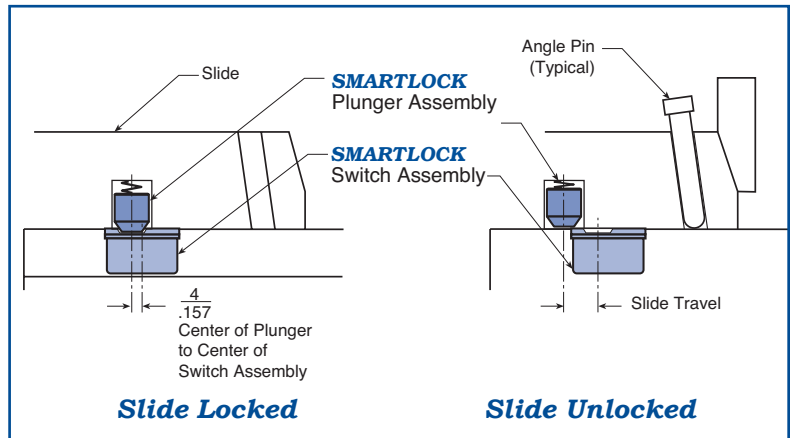 Slide
SMARTLOCK
Plunger Assembly
SMARTLOCK
Switch Assembly
4
.157
Center of Plunger
to Center of
Switch Assembly
Slide Locked
Angle Pin
(Typical)
Slide Travel
Slide Unlocked